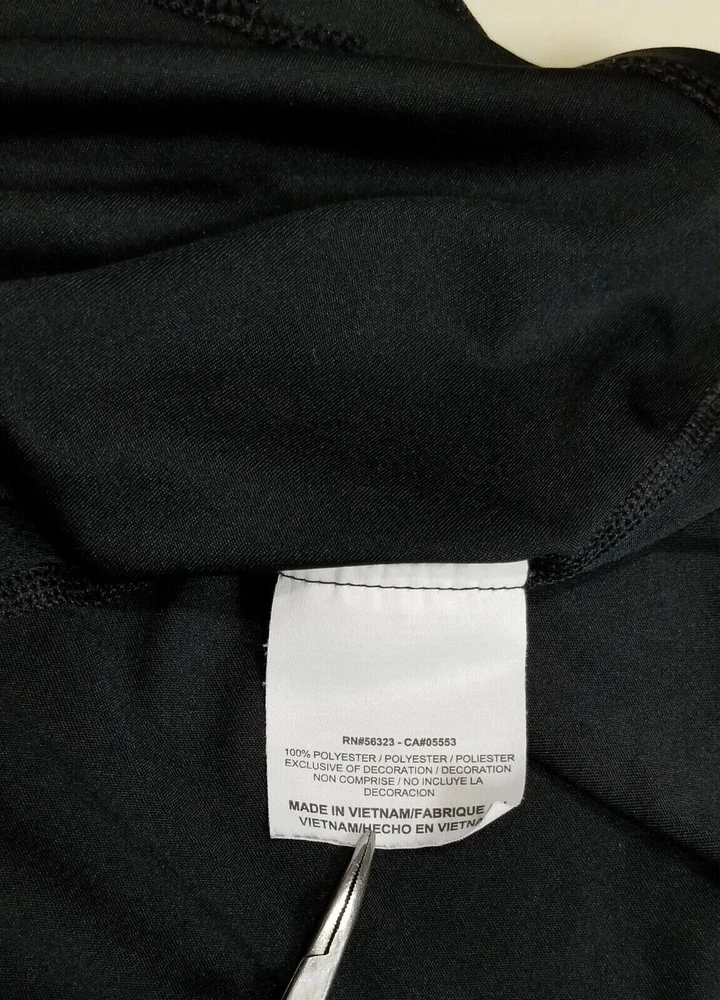 RN#56323 - CA#05553
100% POLYESTER / POLYESTER / POLIESTER
EXCLUSIVE OF DECORATION / DECORATION
NON COMPRISE / NO INCLUYE LA
DECORACION
MADE IN VIETNAM/FABRIQUE
VIETNAM/HECHO EN VIETNA